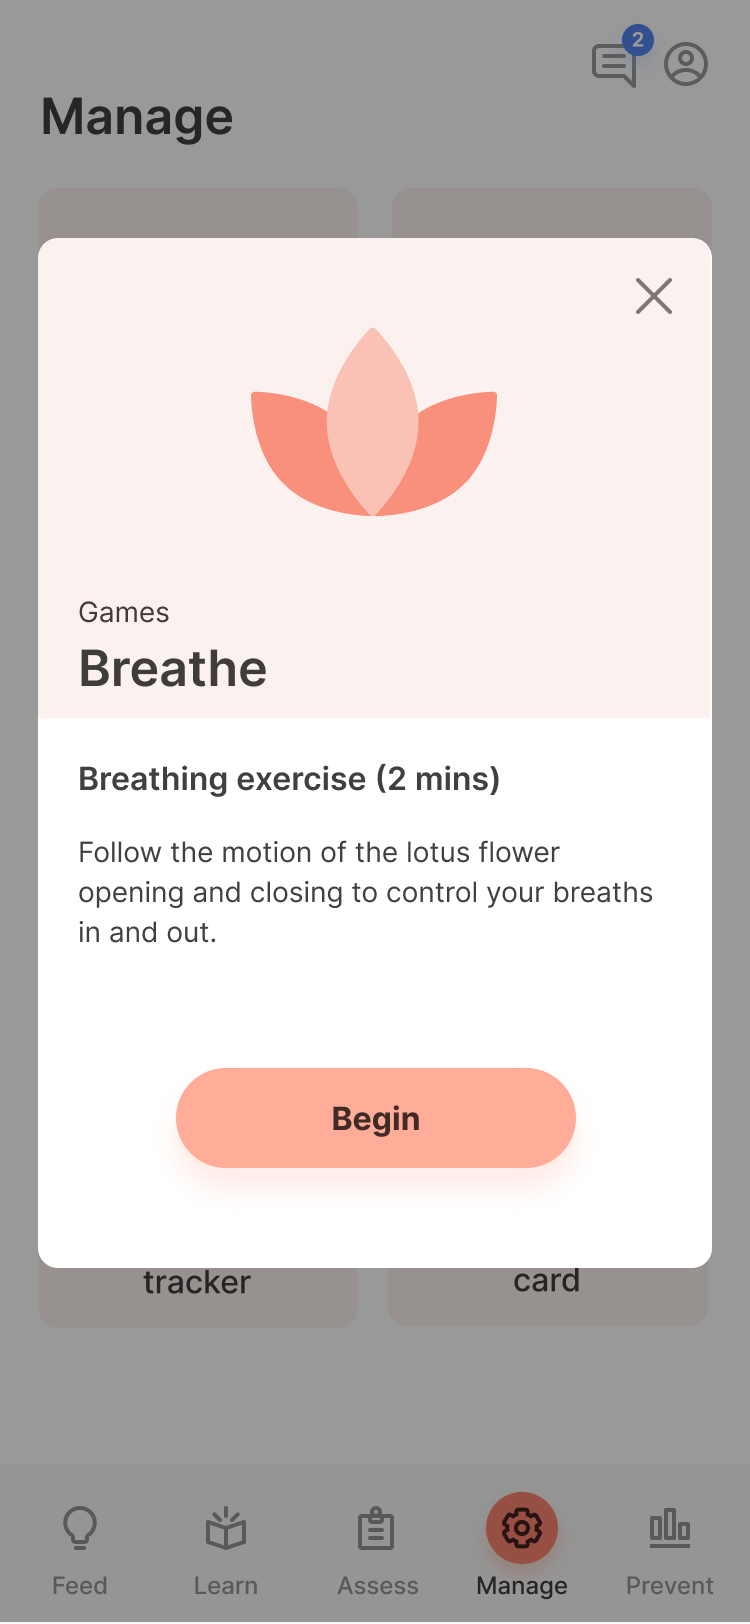 2
Manage
Games
Breathe
Breathing exercise (2 mins)
Follow the motion of the lotus flower
opening and closing to control your breaths
in and out.
Begin
tracker
card
Feed
Learn
Assess
Manage
Prevent